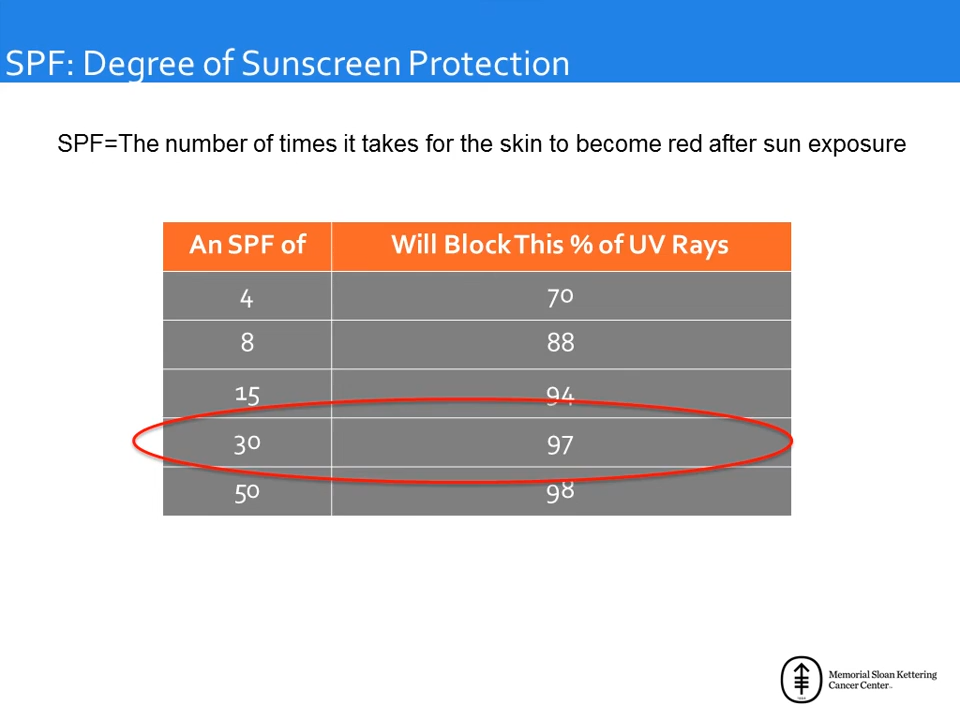 SPF: Degree of Sunscreen Protection
SPF=The number of times it takes for the skin to become red after sun exposure
An SPF of Will Block This % of UV Rays
4 70
8 88
15 94
30 97
50 98
Memorial Sloan Kettering
Cancer Center